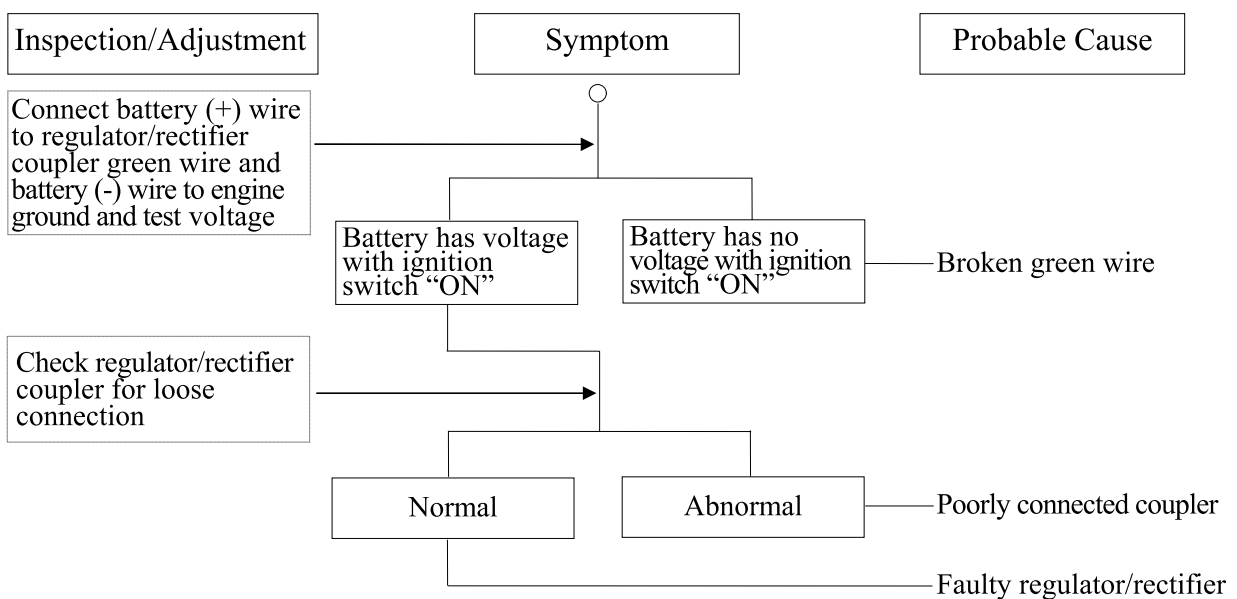 Inspection/Adjustment
Symptom
Probable Cause
Connect battery (+) wire
to regulator/rectifier
coupler green wire and
battery (-) wire to engine
ground and test voltage
Battery has voltage
with ignition
switch “ON”
Battery has no
voltage with ignition
switch “ON”
Broken green wire
Check regulator/rectifier
coupler for loose
connection
Normal
Abnormal
Poorly connected coupler
Faulty regulator/rectifier